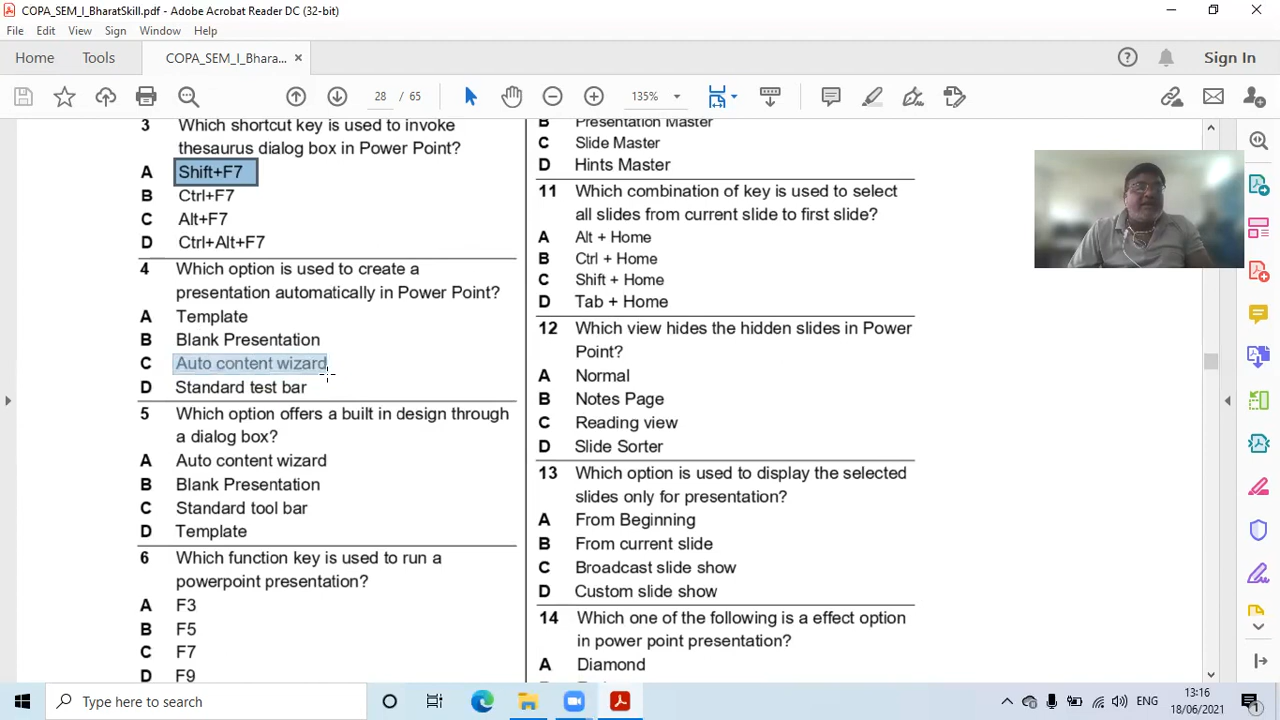 COPA_SEM_I_BharatSkill.pdf - Adobe Acrobat Reader DC (32-bit)
File Edit View Sign Window Help
Home Tools COPA_SEM_I_Bhara... Sign In
28 / 65 135%
3 Which shortcut key is used to invoke
thesaurus dialog box in Power Point?
A Shift+F7
B Ctrl+F7
C Alt+F7
D Ctrl+Alt+F7
4 Which option is used to create a
presentation automatically in Power Point?
A Template
B Blank Presentation
C Auto content wizard
D Standard test bar
5 Which option offers a built in design through
a dialog box?
A Auto content wizard
B Blank Presentation
C Standard tool bar
D Template
6 Which function key is used to run a
powerpoint presentation?
A F3
B F5
C F7
D F9
B Presentation Master
C Slide Master
D Hints Master
11 Which combination of key is used to select
all slides from current slide to first slide?
A Alt + Home
B Ctrl + Home
C Shift + Home
D Tab + Home
12 Which view hides the hidden slides in Power
Point?
A Normal
B Notes Page
C Reading view
D Slide Sorter
13 Which option is used to display the selected
slides only for presentation?
A From Beginning
B From current slide
C Broadcast slide show
D Custom slide show
14 Which one of the following is a effect option
in power point presentation?
A Diamond
Type here to search
ENG
13:16
18/06/2021